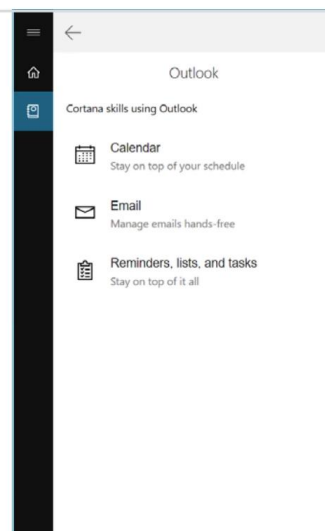 Outlook
Cortana skills using Outlook
Calendar
Stay on top of your schedule
Email
Manage emails hands-free
Reminders, lists, and tasks
Stay on top of it all